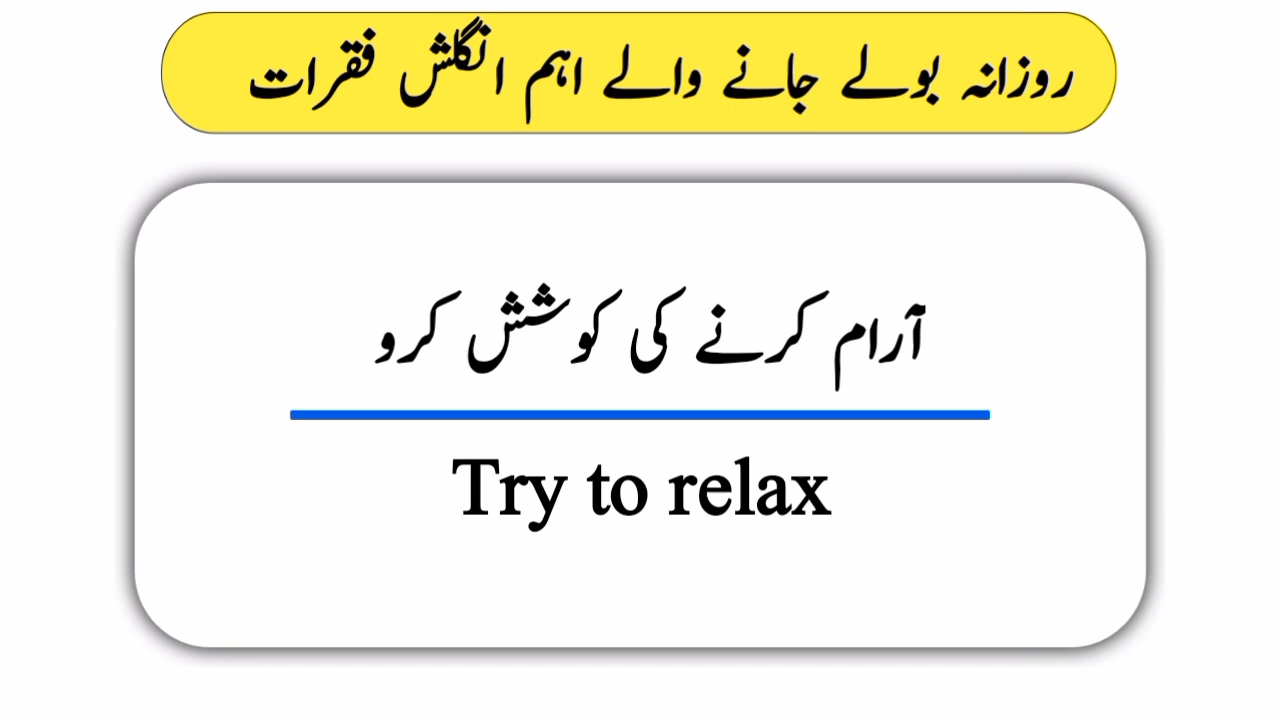 روزانہ بولے جانے والے اہم انگلش فقرات
آرام کرنے کی کوشش کرو
Try to relax